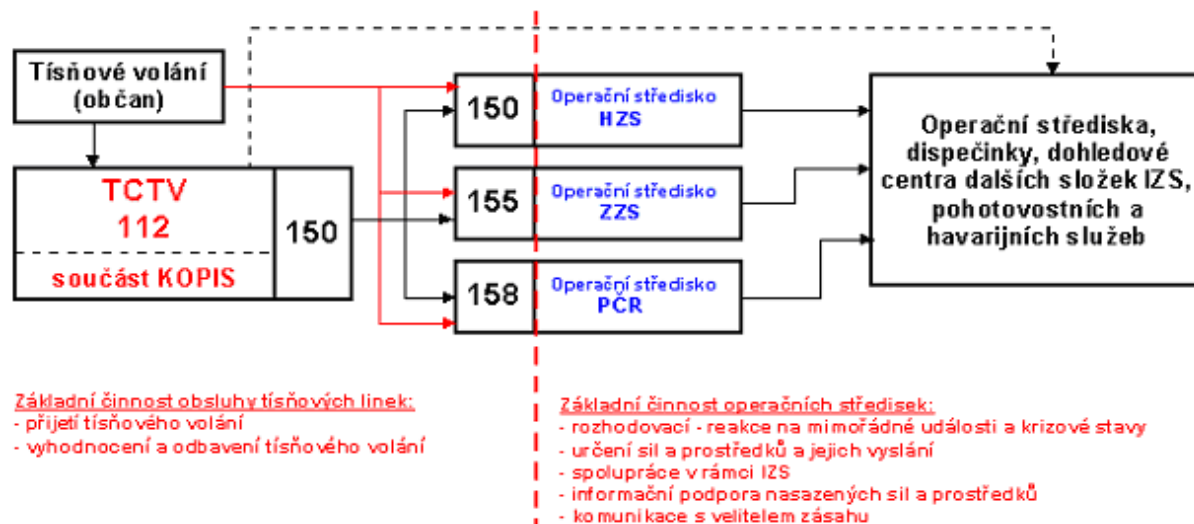 Tísňové volání
(občan)
TCTV
112
součást KOPIS
150
150
Operační středisko
HZS
155
Operační středisko
ZZS
158
Operační středisko
PČR
Operační střediska,
dispečinky, dohledové
centra dalších složek IZS,
pohotovostních a
havarijních služeb
Základní činnost obsluhy tísňových linek:
- přijetí tísňového volání
- vyhodnocení a odbavení tísňového volání
Základní činnost operačních středisek:
- rozhodovací - reakce na mimořádné události a krizové stavy
- určení sil a prostředků a jejich vyslání
- spolupráce v rámci IZS
- informační podpora nasazených sil a prostředků
- komunikace s velitelem zásahu